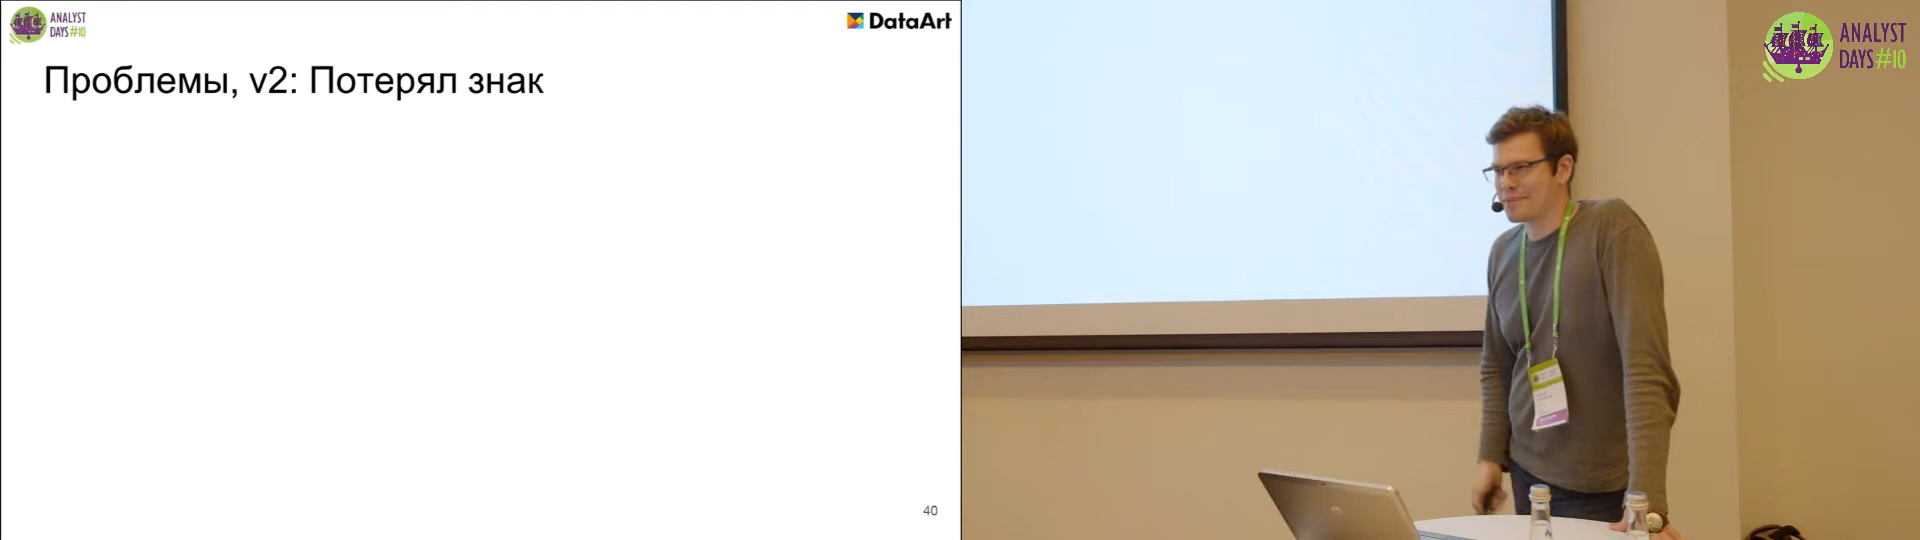 ANALYST
DAYS#10
DataArt
Проблемы, v2: Потерял знак
40
ANALYST
DAYS#10